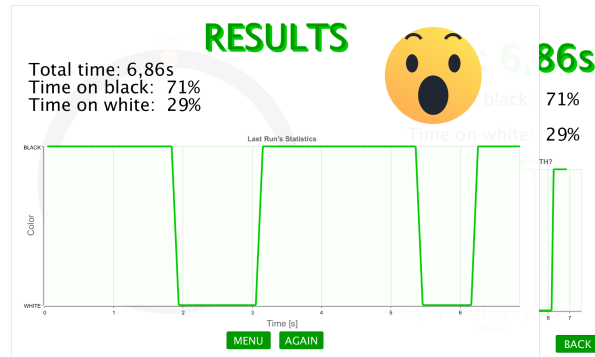 RESULTS
Total time: 6,86s
Time on black: 71%
Time on white: 29%
6,86s
black: 71%
Time on white: 29%
Last Run's Statistics
TH?
BLACK
Color
WHITE
0 1 2 3 4 5 6
6 7
Time [s]
MENU AGAIN
BACK